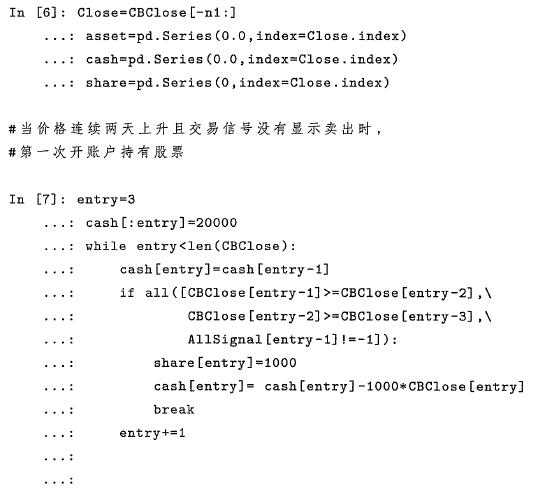 In [6]: Close=CBClose[-n1:]
...: asset=pd.Series(0.0,index=Close.index)
...: cash=pd.Series(0.0,index=Close.index)
...: share=pd.Series(0,index=Close.index)
#当价格连续两天上升且交易信号没有显示卖出时,
#第一次开账户持有股票
In [7]: entry=3
...: cash[:entry]=20000
...: while entry<len(CBClose):
...: cash[entry]=cash[entry-1]
...: if all([CBClose[entry-1]>=CBClose[entry-2],\
...: CBClose[entry-2]>=CBClose[entry-3],\
...: AllSignal[entry-1]!=-1]):
...: share[entry]=1000
...: cash[entry]= cash[entry]-1000*CBClose[entry]
...: break
...: entry+=1
...:
...: